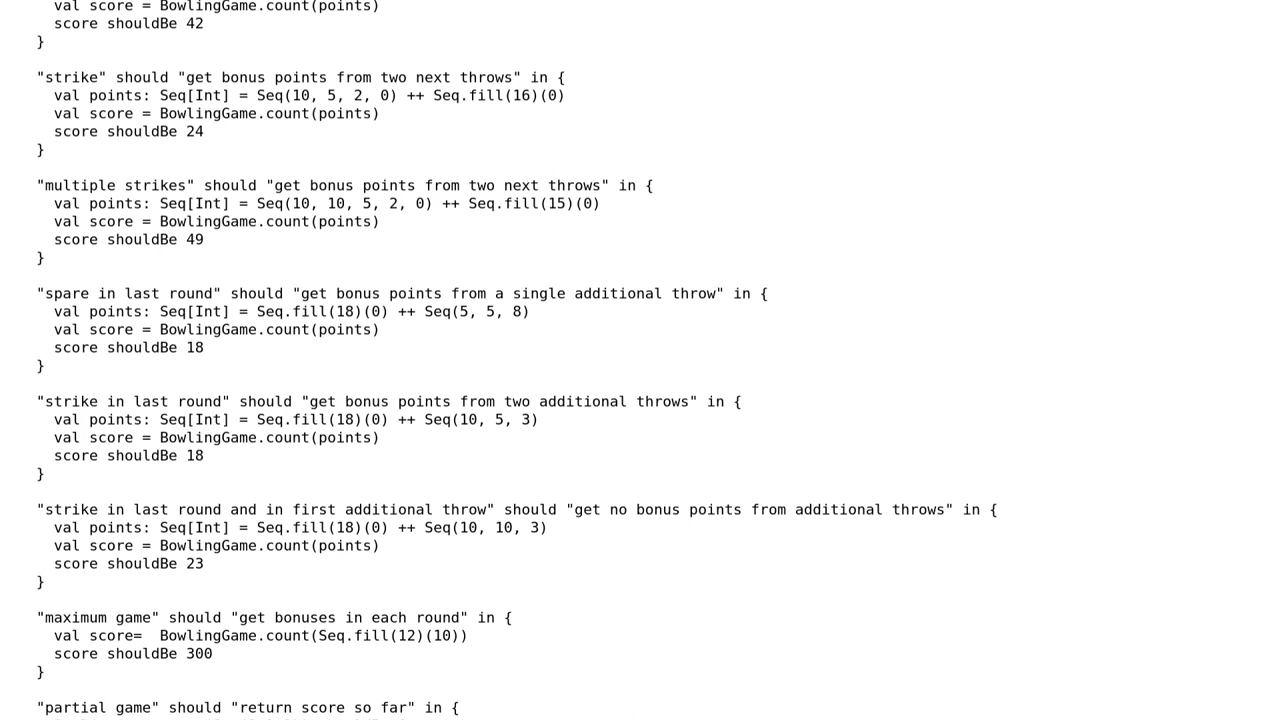 val score = BowlingGame.count(points)
score shouldBe 42
}
"strike" should "get bonus points from two next throws" in {
val points: Seq[Int] = Seq(10, 5, 2, 0) ++ Seq.fill(16)(0)
val score = BowlingGame.count(points)
score shouldBe 24
}
"multiple strikes" should "get bonus points from two next throws" in {
val points: Seq[Int] = Seq(10, 10, 5, 2, 0) ++ Seq.fill(15)(0)
val score = BowlingGame.count(points)
score shouldBe 49
}
"spare in last round" should "get bonus points from a single additional throw" in {
val points: Seq[Int] = Seq.fill(18)(0) ++ Seq(5, 5, 8)
val score = BowlingGame.count(points)
score shouldBe 18
}
"strike in last round" should "get bonus points from two additional throws" in {
val points: Seq[Int] = Seq.fill(18)(0) ++ Seq(10, 5, 3)
val score = BowlingGame.count(points)
score shouldBe 18
}
"strike in last round and in first additional throw" should "get no bonus points from additional throws" in {
val points: Seq[Int] = Seq.fill(18)(0) ++ Seq(10, 10, 3)
val score = BowlingGame.count(points)
score shouldBe 23
}
"maximum game" should "get bonuses in each round" in {
val score=  BowlingGame.count(Seq.fill(12)(10))
score shouldBe 300
}
"partial game" should "return score so far" in {